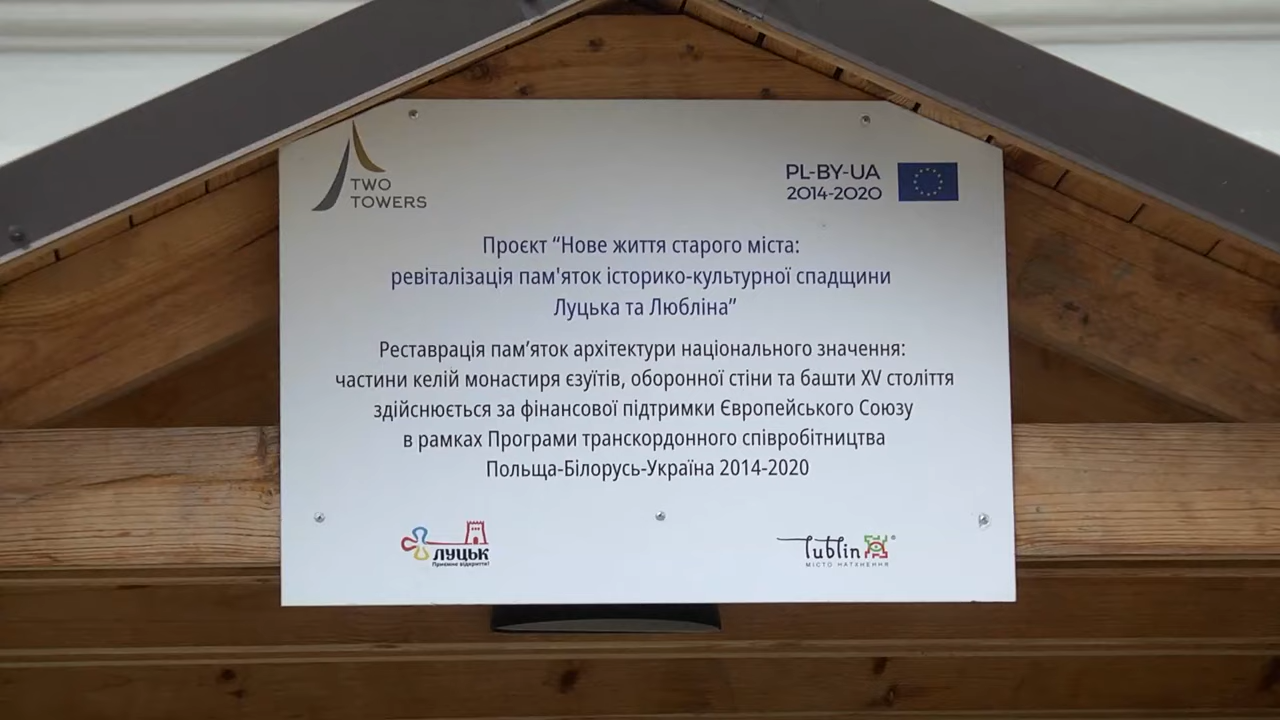 TWO
TOWERS
PL-BY-UA
2014-2020
Проєкт “Нове життя старого міста:
ревіталізація пам'яток історико-культурної спадщини
Луцька та Любліна”
Реставрація пам’яток архітектури національного значення:
частини келій монастиря єзуїтів, оборонної стіни та башти XV століття
здійснюється за фінансової підтримки Європейського Союзу
в рамках Програми транскордонного співробітництва
Польща-Білорусь-Україна 2014-2020
ЛУЦЬК
Приємне відкриття!
lublin
МІСТО НАТХНЕННЯ